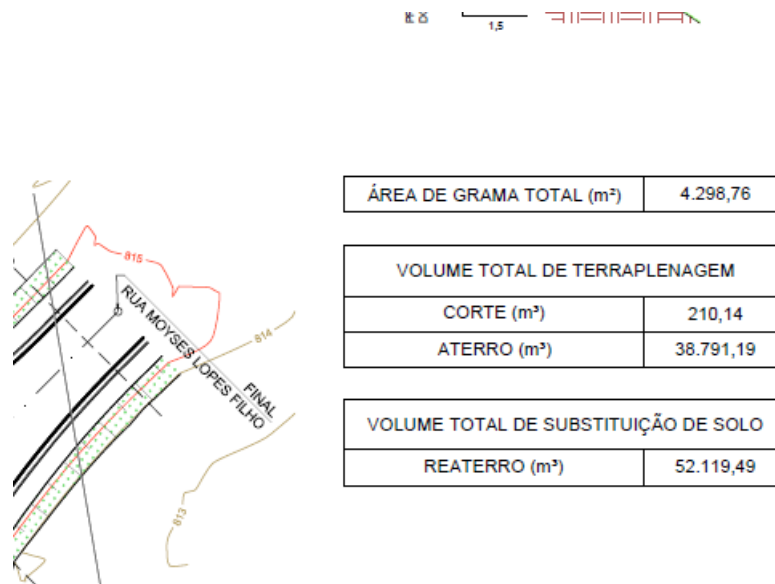 1,5
ÁREA DE GRAMA TOTAL (m²) 4.298,76
VOLUME TOTAL DE TERRAPLENAGEM
CORTE (m³) 210,14
ATERRO (m³) 38.791,19
VOLUME TOTAL DE SUBSTITUIÇÃO DE SOLO
REATERRO (m³) 52.119,49
815
814
813
FINAL
RUA MOYSES LOPES FILHO